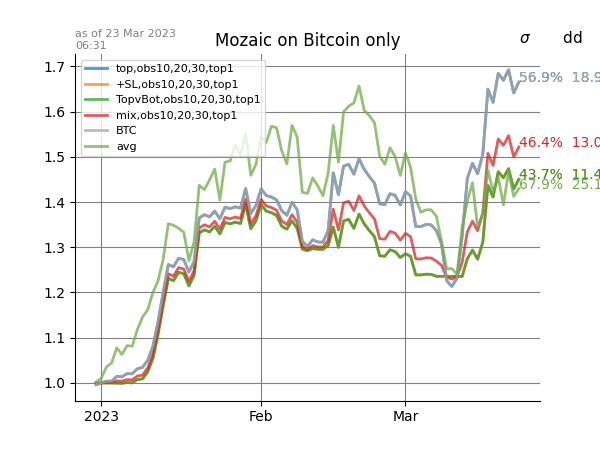 as of 23 Mar 2023
06:31
Mozaic on Bitcoin only
σ dd
1.7
1.6
1.5
1.4
1.3
1.2
1.1
1.0
top,obs10,20,30,top1
+SL,obs10,20,30,top1
TopvBot,obs10,20,30,top1
mix,obs10,20,30,top1
BTC
avg
56.9% 18.9
46.4% 13.0
43.7% 11.4
67.9% 25.1
2023 Feb Mar